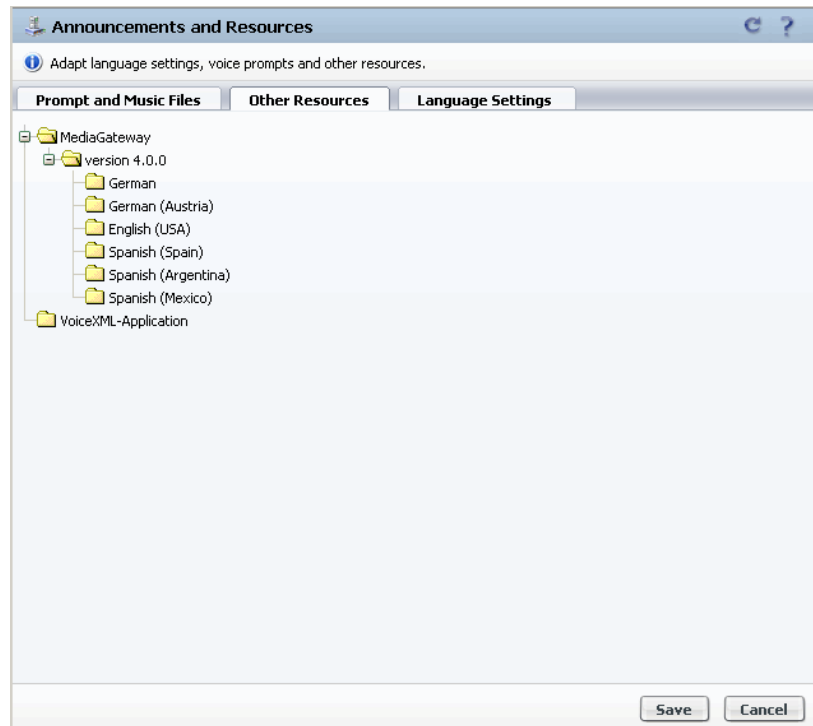 Announcements and Resources
Adapt language settings, voice prompts and other resources.
Prompt and Music Files Other Resources Language Settings
MediaGateway
version 4.0.0
German
German (Austria)
English (USA)
Spanish (Spain)
Spanish (Argentina)
Spanish (Mexico)
VoiceXML-Application
Save Cancel